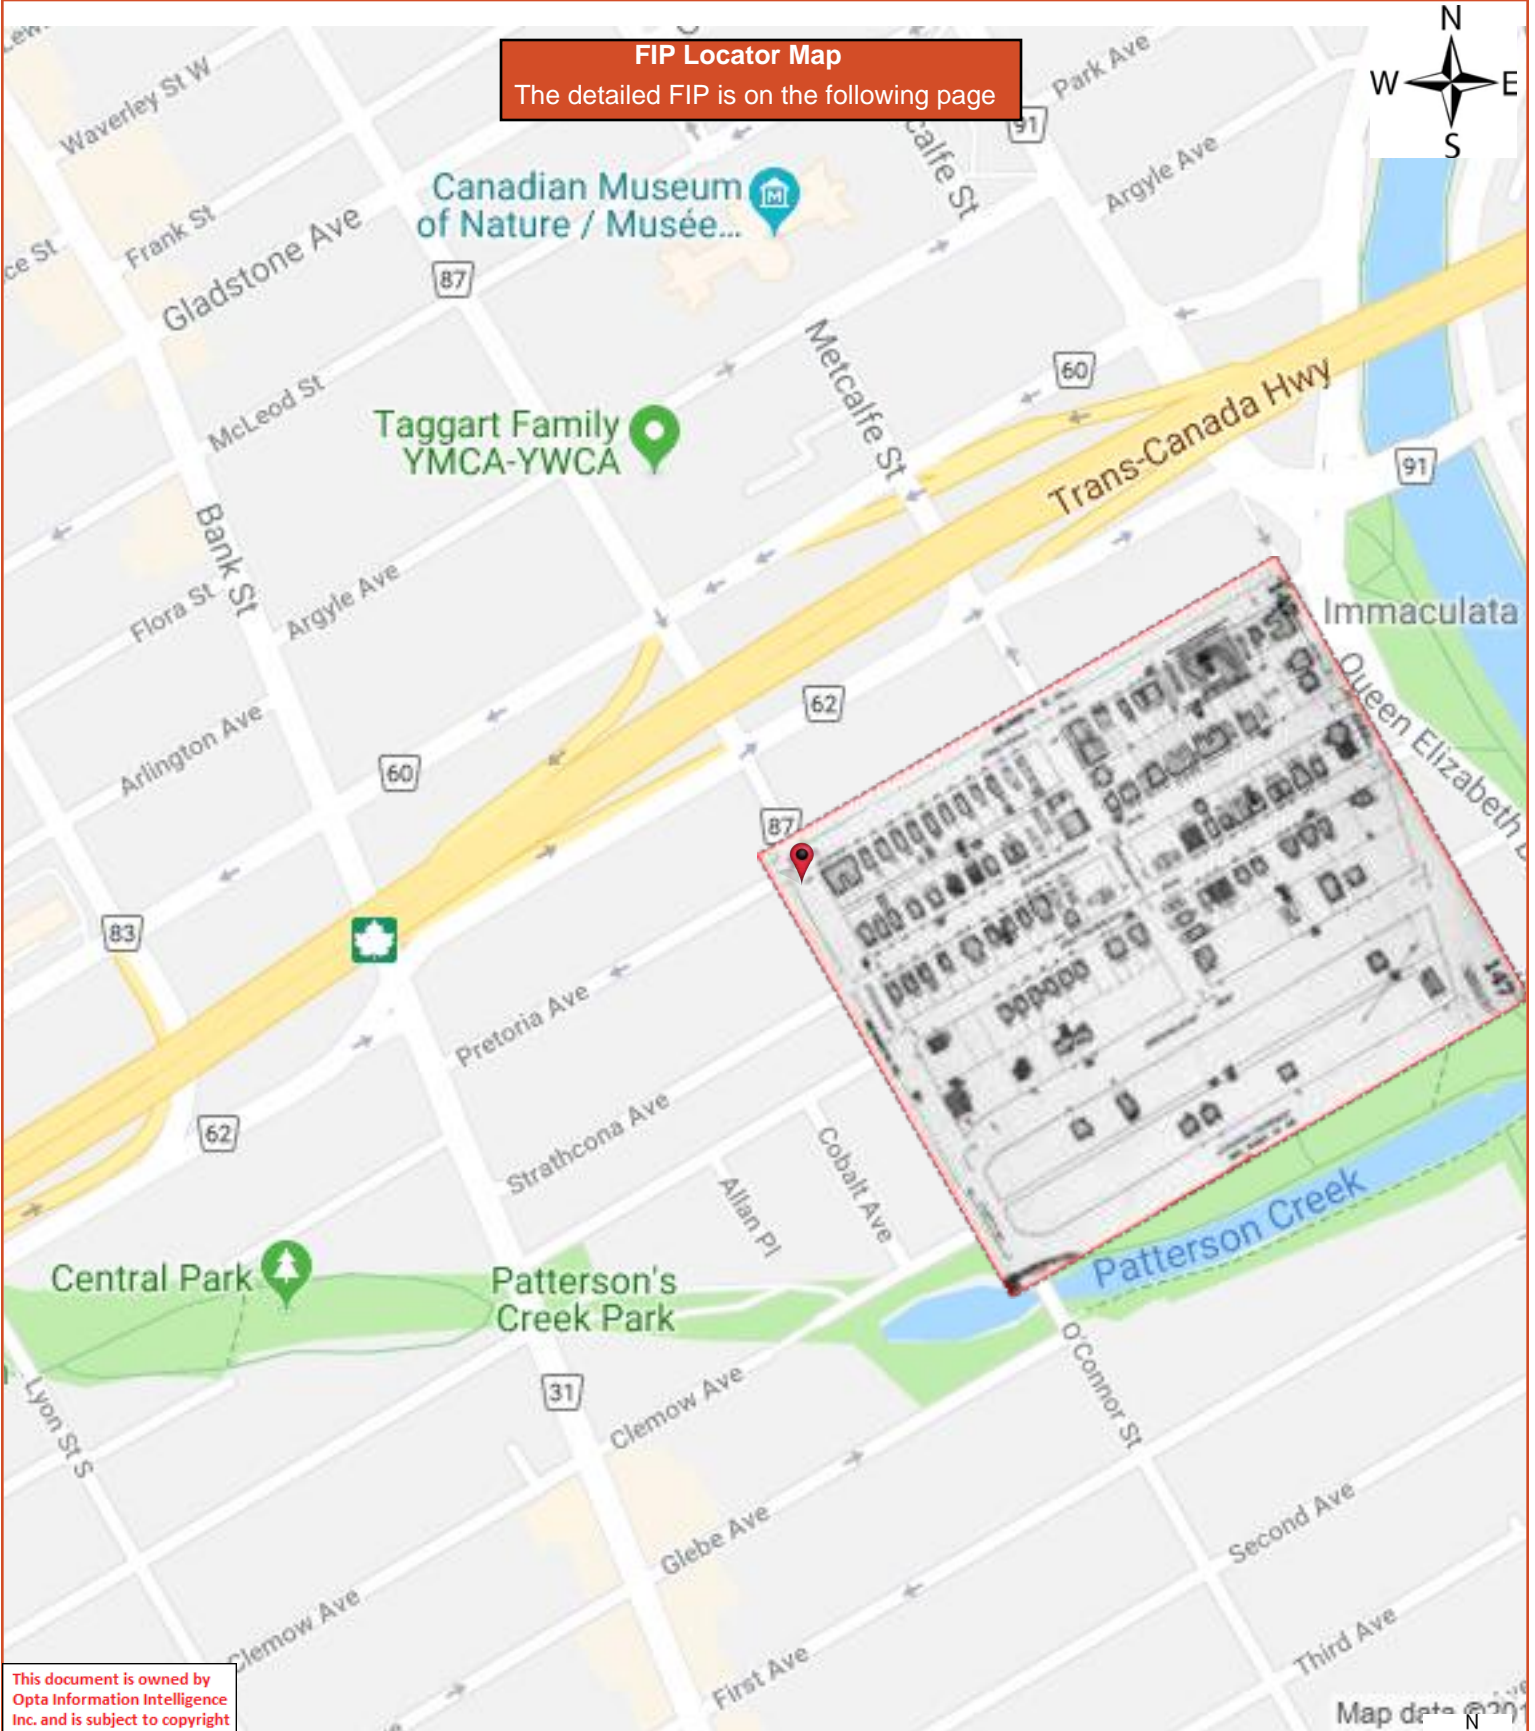 N
FIP Locator Map
The detailed FIP is on the following page
W
E
S
Waverley St W
Park Ave
91
Argyle Ave
Canadian Museum
of Nature / Musée...
Frank St
Gladstone Ave
87
Metcalfe St
60
McLeod St
Trans-Canada Hwy
Taggart Family
YMCA-YWCA
91
Bank St
Argyle Ave
Flora St
Immaculata
62
Queen Elizabeth
Arlington Ave
60
87
83
147
Pretoria Ave
Strathcona Ave
62
Cobalt Ave
Allan Pl
Patterson Creek
Central Park
Patterson's
Creek Park
O'Connor St
31
Lyon St S
Clemow Ave
Second Ave
Glebe Ave
Clemow Ave
Third Ave
First Ave
This document is owned by
Opta Information Intelligence
Inc. and is subject to copyright
Map data ©201
N